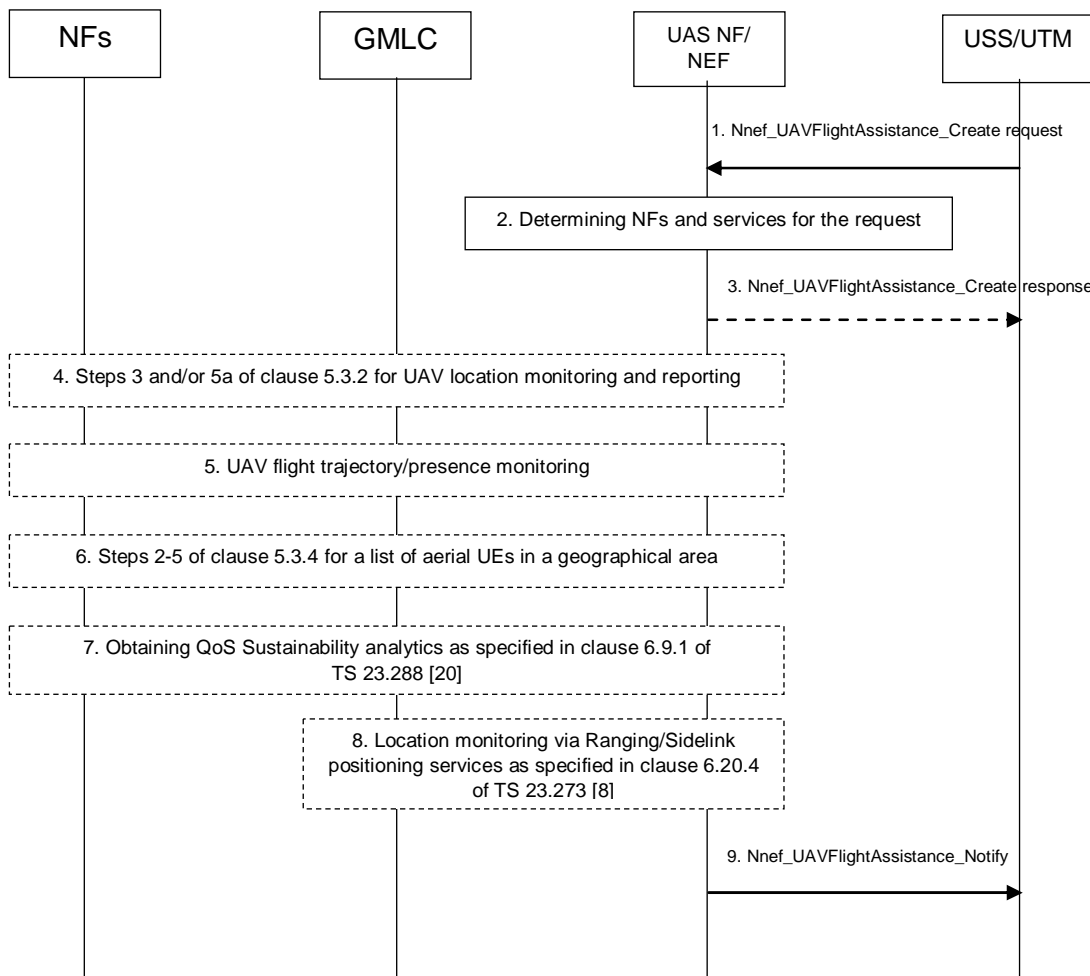 NFs
GMLC
UAS NF/
NEF
USS/UTM
1. Nnef_UAVFlightAssistance_Create request
2. Determining NFs and services for the request
3. Nnef_UAVFlightAssistance_Create response
4. Steps 3 and/or 5a of clause 5.3.2 for UAV location monitoring and reporting
5. UAV flight trajectory/presence monitoring
6. Steps 2-5 of clause 5.3.4 for a list of aerial UEs in a geographical area
7. Obtaining QoS Sustainability analytics as specified in clause 6.9.1 of
TS 23.288 [20]
8. Location monitoring via Ranging/Sidelink
positioning services as specified in clause 6.20.4
of TS 23.273 [8]
9. Nnef_UAVFlightAssistance_Notify